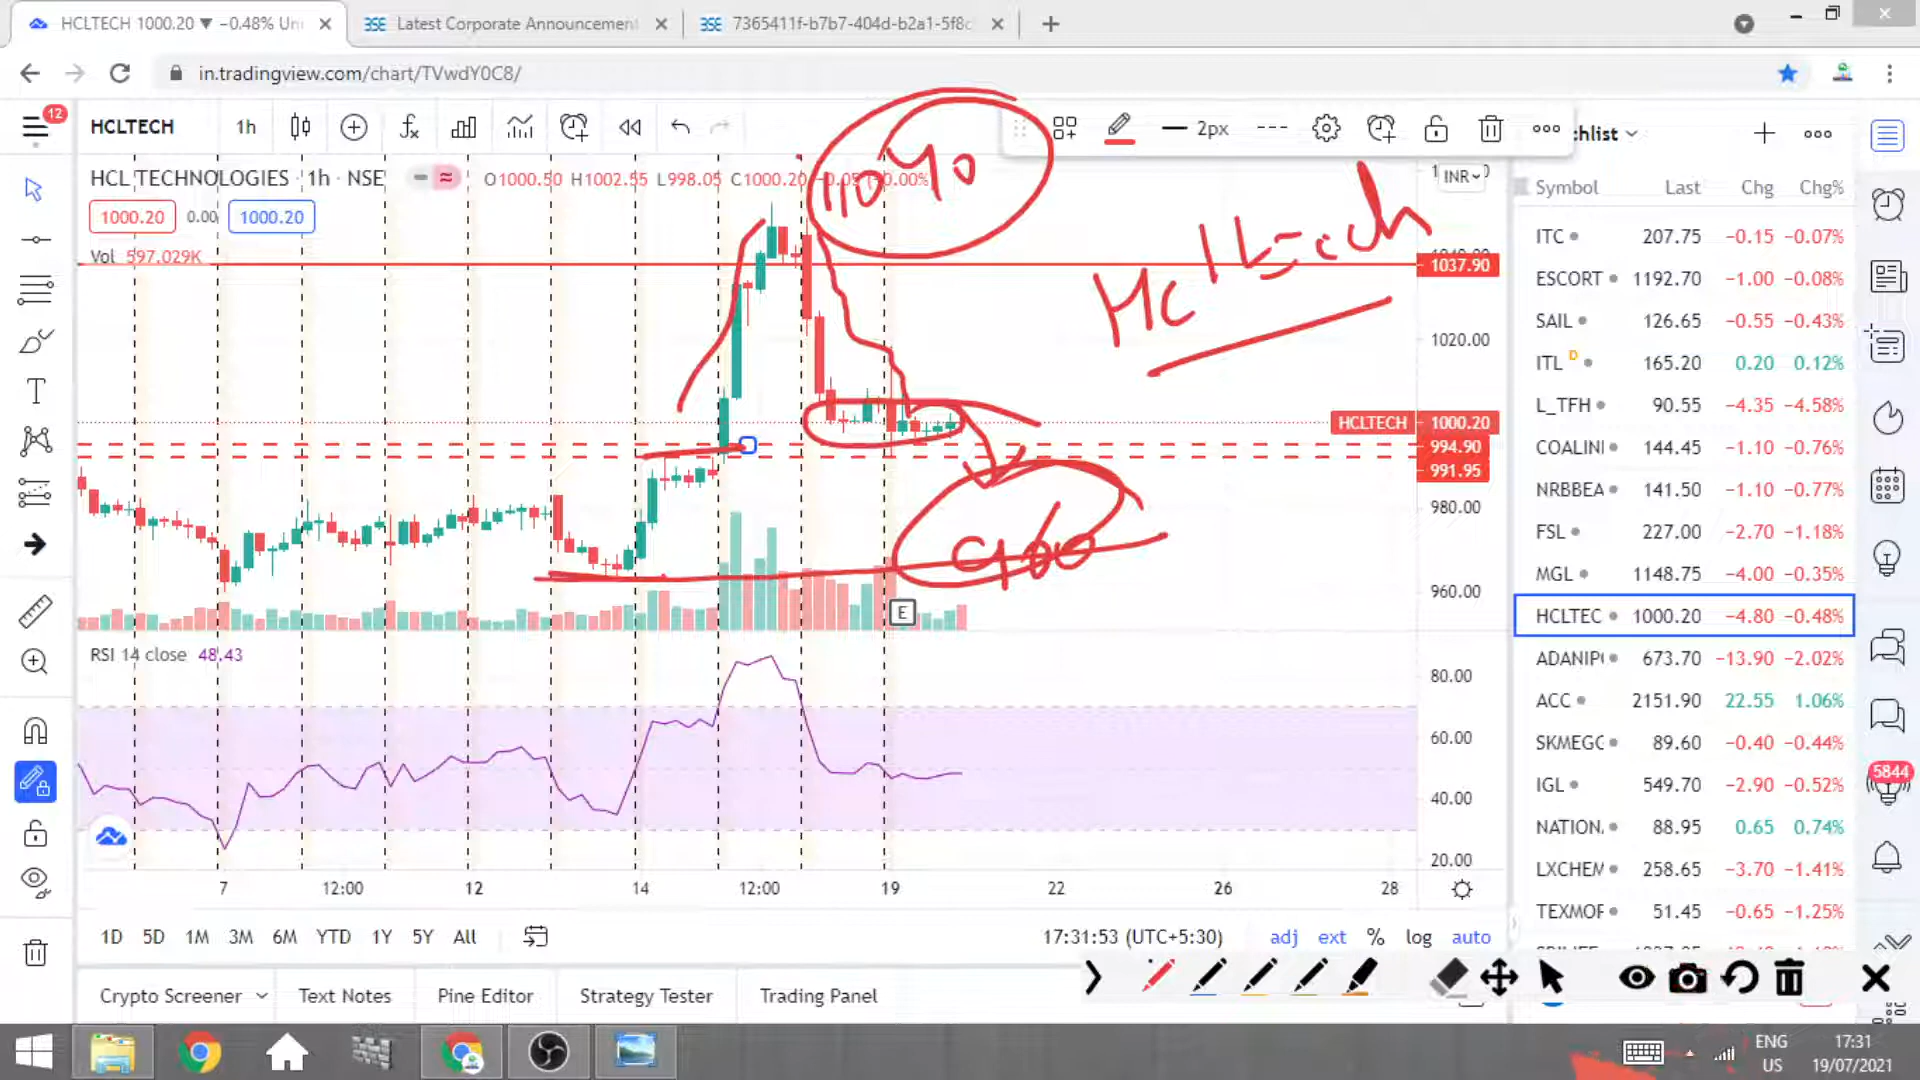 HCLTECH 1000.20 ▼ −0.48% Un
Latest Corporate Announcement
7365411f-b7b7-404d-b2a1-5f8c
in.tradingview.com/chart/TVwdY0C8/
12
HCLTECH
1h
2px
chlist
HCL TECHNOLOGIES · 1h · NSE
O1000.50 H1002.55 L998.05 C1000.20 −0.05 (−0.00%)
INR
1000.20
0.00
1000.20
Vol 597.029K
Hcltech
1040.00
1037.90
1020.00
HCLTECH 1000.20
994.90
991.95
980.00
960.00
960
E
RSI 14 close 48.43
80.00
60.00
40.00
20.00
7 12:00 12 14 12:00 19 22 26 28
1D 5D 1M 3M 6M YTD 1Y 5Y All
17:31:53 (UTC+5:30) adj ext % log auto
Crypto Screener Text Notes Pine Editor Strategy Tester Trading Panel
Symbol Last Chg Chg%
ITC 207.75 −0.15 −0.07%
ESCORT 1192.70 −1.00 −0.08%
SAIL 126.65 −0.55 −0.43%
ITL D 165.20 0.20 0.12%
L_TFH 90.55 −4.35 −4.58%
COALINI 144.45 −1.10 −0.76%
NRBBEA 141.50 −1.10 −0.77%
FSL 227.00 −2.70 −1.18%
MGL 1148.75 −4.00 −0.35%
HCLTEC 1000.20 −4.80 −0.48%
ADANIP 673.70 −13.90 −2.02%
ACC 2151.90 22.55 1.06%
SKMEGC 89.60 −0.40 −0.44%
IGL 549.70 −2.90 −0.52%
NATION. 88.95 0.65 0.74%
LXCHEM 258.65 −3.70 −1.41%
TEXMOF 51.45 −0.65 −1.25%
5844
ENG
US
17:31
19/07/2021